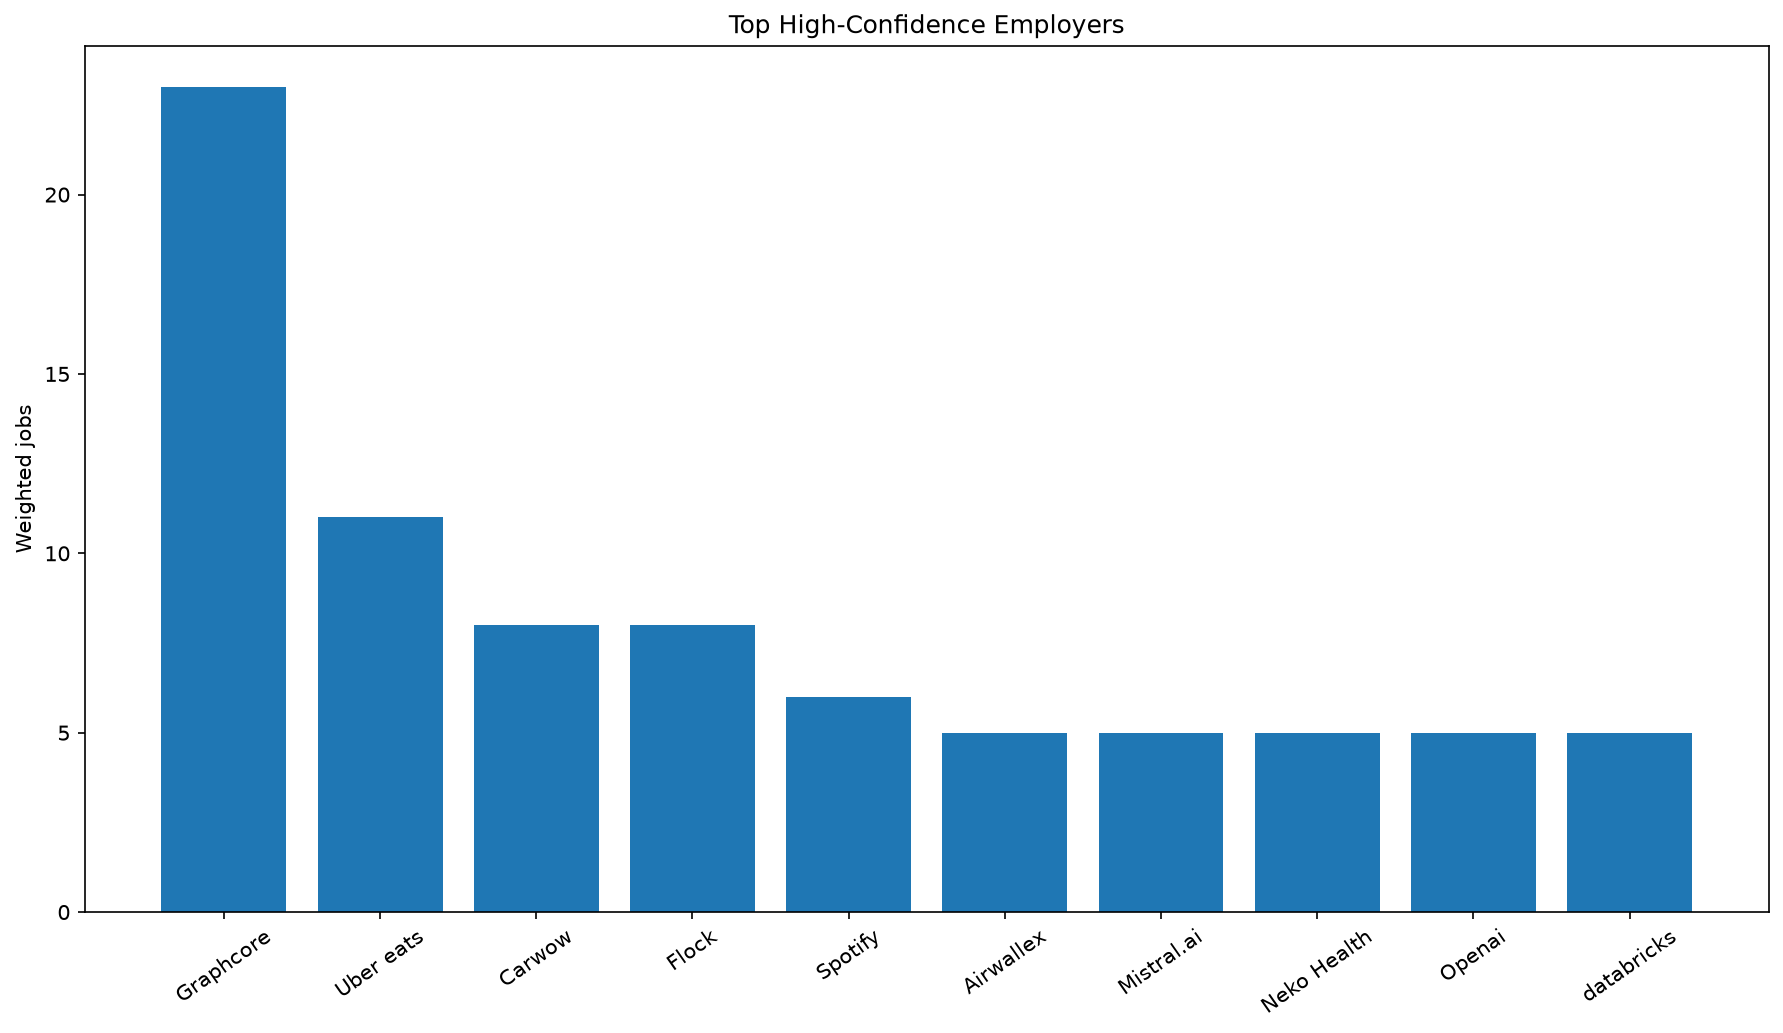 Top High-Confidence Employers
Weighted jobs
20
15
10
5
0
Graphcore
Uber eats
Carwow
Flock
Spotify
Airwallex
Mistral.ai
Neko Health
Openai
databricks